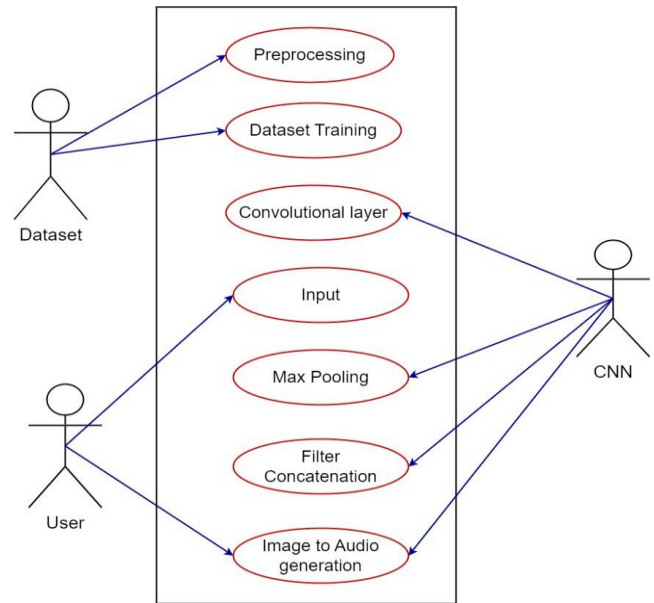 Preprocessing
Dataset Training
Dataset
Convolutional layer
Input
CNN
Max Pooling
Filter
Concatenation
User
Image to Audio
generation